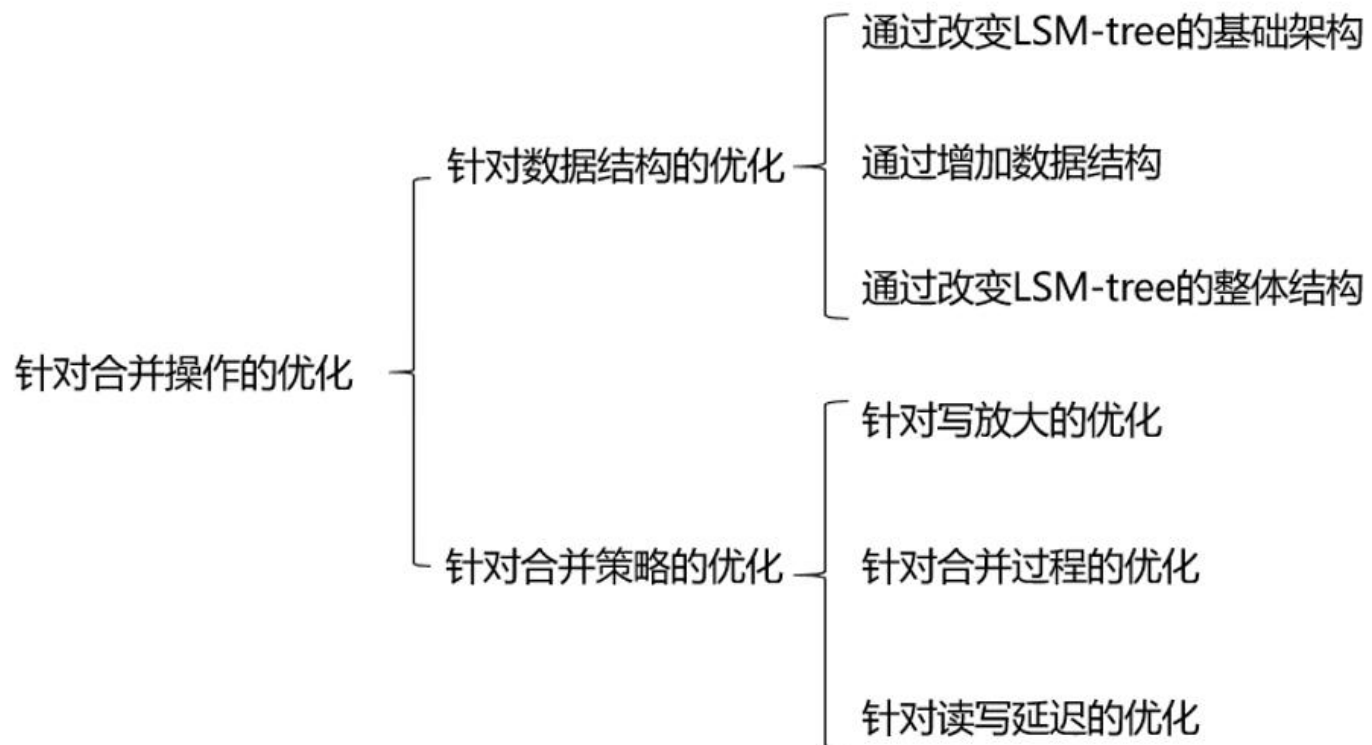 通过改变LSM-tree的基础架构
针对数据结构的优化
通过增加数据结构
通过改变LSM-tree的整体结构
针对合并操作的优化
针对写放大的优化
针对合并策略的优化
针对合并过程的优化
针对读写延迟的优化